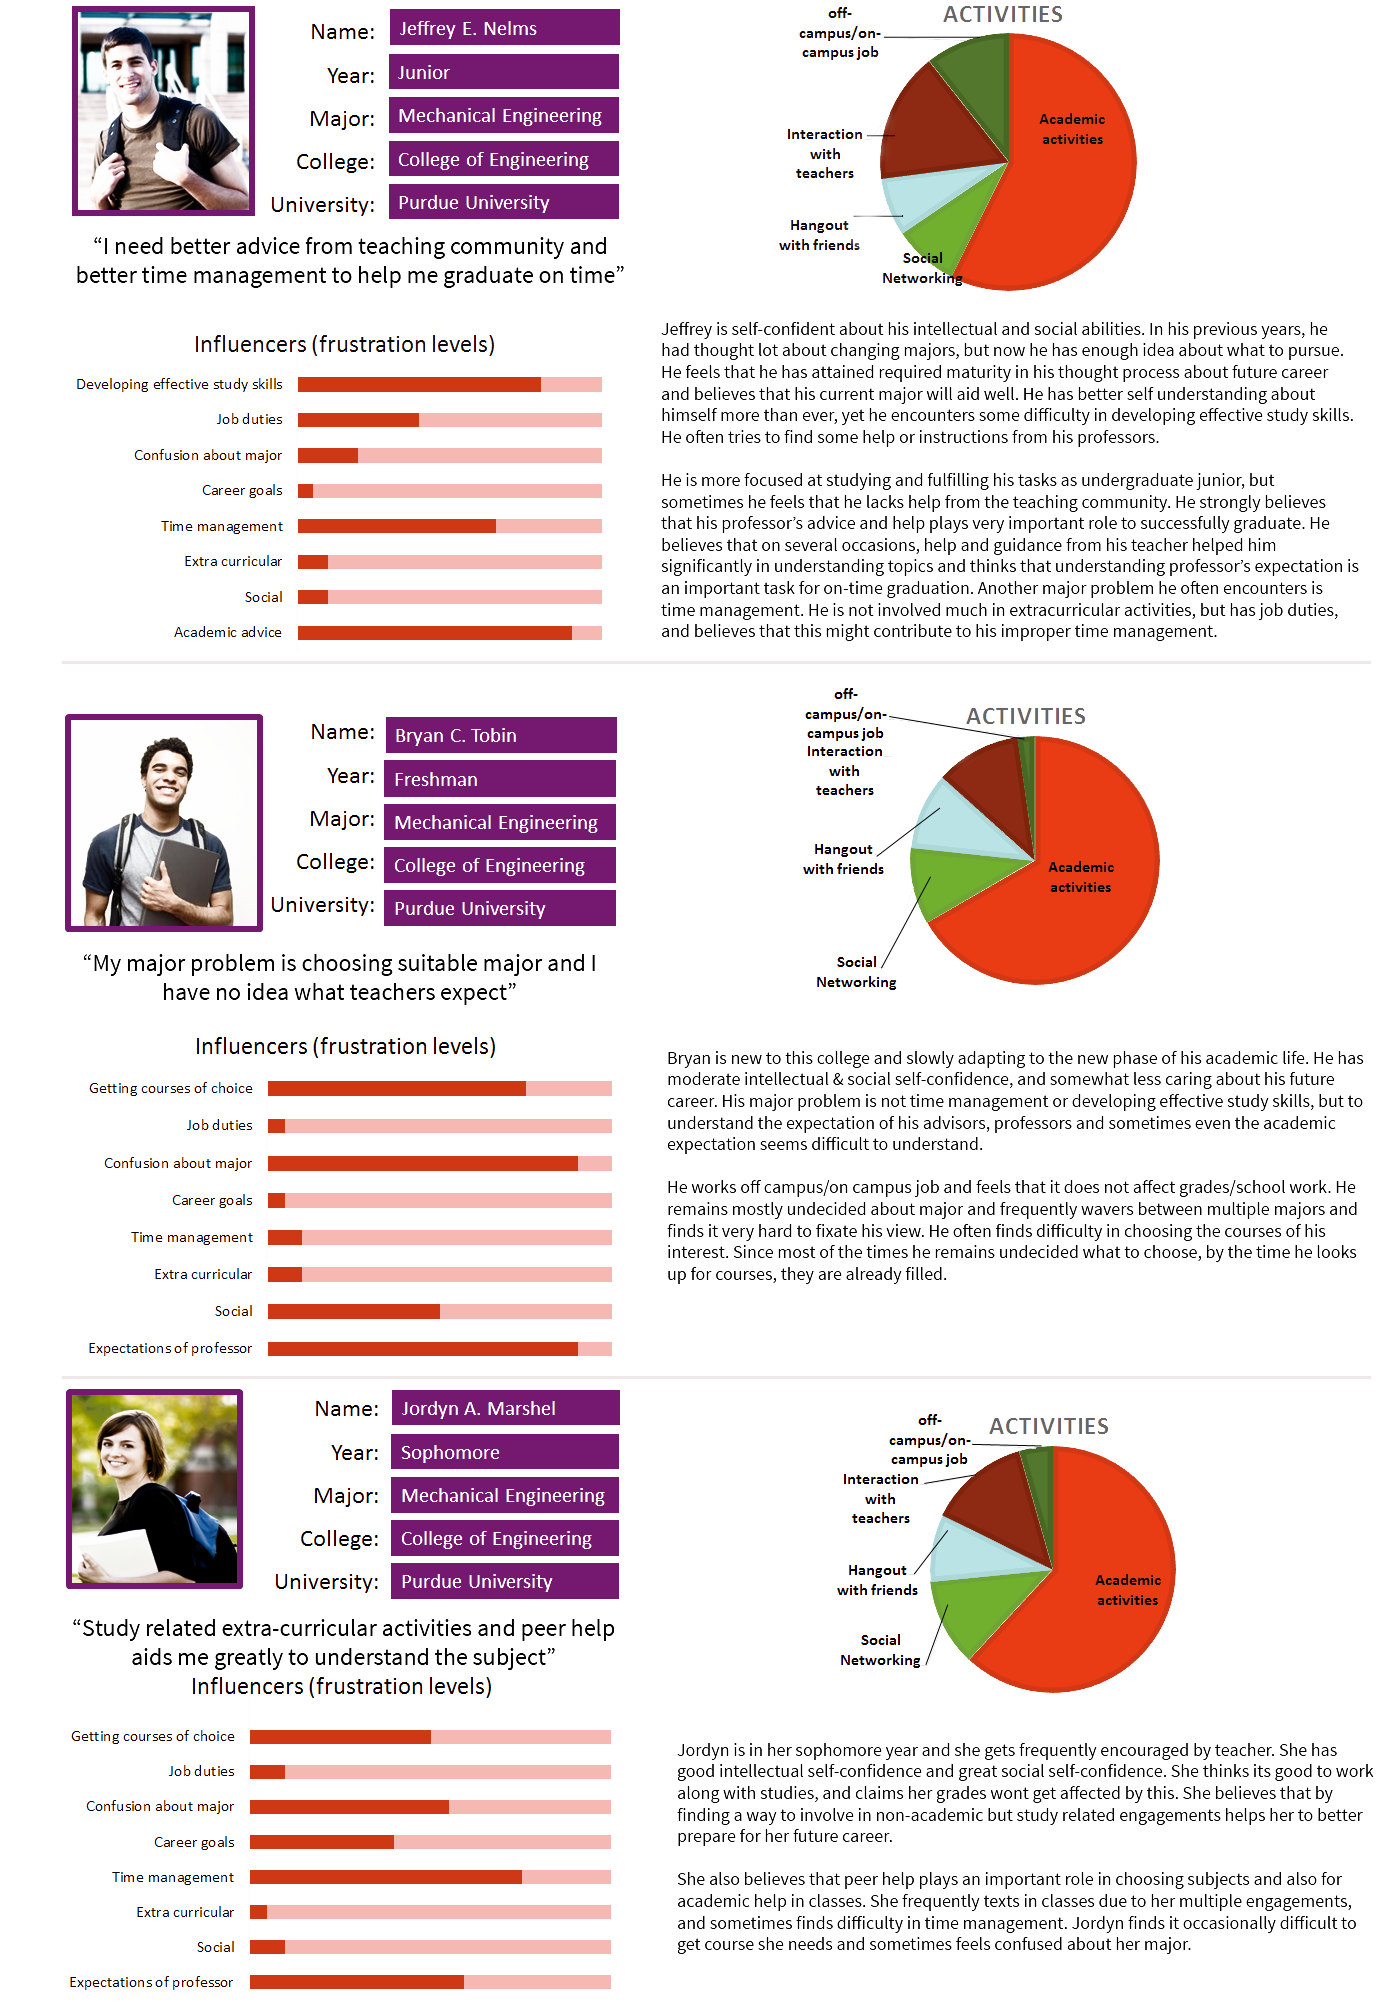 Name: Jeffrey E. Nelms
Year: Junior
Major: Mechanical Engineering
College: College of Engineering
University: Purdue University
“I need better advice from teaching community and
better time management to help me graduate on time”
ACTIVITIES
off-
campus/on-
campus job
Academic
activities
Interaction
with
teachers
Hangout
with friends
Social
Networking
Influencers (frustration levels)
Developing effective study skills
Job duties
Confusion about major
Career goals
Time management
Extra curricular
Social
Academic advice
Jeffrey is self-confident about his intellectual and social abilities. In his previous years, he
had thought lot about changing majors, but now he has enough idea about what to pursue.
He feels that he has attained required maturity in his thought process about future career
and believes that his current major will aid well. He has better self understanding about
himself more than ever, yet he encounters some difficulty in developing effective study skills.
He often tries to find some help or instructions from his professors.
He is more focused at studying and fulfilling his tasks as undergraduate junior, but
sometimes he feels that he lacks help from the teaching community. He strongly believes
that his professor’s advice and help plays very important role to successfully graduate. He
believes that on several occasions, help and guidance from his teacher helped him
significantly in understanding topics and thinks that understanding professor’s expectation is
an important task for on-time graduation. Another major problem he often encounters is
time management. He is not involved much in extracurricular activities, but has job duties,
and believes that this might contribute to his improper time management.
Name: Bryan C. Tobin
Year: Freshman
Major: Mechanical Engineering
College: College of Engineering
University: Purdue University
“My major problem is choosing suitable major and I
have no idea what teachers expect”
ACTIVITIES
off-
campus/on-
campus job
Interaction
with
teachers
Hangout
with friends
Academic
activities
Social
Networking
Influencers (frustration levels)
Getting courses of choice
Job duties
Confusion about major
Career goals
Time management
Extra curricular
Social
Expectations of professor
Bryan is new to this college and slowly adapting to the new phase of his academic life. He has
moderate intellectual & social self-confidence, and somewhat less caring about his future
career. His major problem is not time management or developing effective study skills, but to
understand the expectation of his advisors, professors and sometimes even the academic
expectation seems difficult to understand.
He works off campus/on campus job and feels that it does not affect grades/school work. He
remains mostly undecided about major and frequently wavers between multiple majors and
finds it very hard to fixate his view. He often finds difficulty in choosing the courses of his
interest. Since most of the times he remains undecided what to choose, by the time he looks
up for courses, they are already filled.
Name: Jordyn A. Marshel
Year: Sophomore
Major: Mechanical Engineering
College: College of Engineering
University: Purdue University
“Study related extra-curricular activities and peer help
aids me greatly to understand the subject”
ACTIVITIES
off-
campus/on-
campus job
Interaction
with
teachers
Hangout
with friends
Academic
activities
Social
Networking
Influencers (frustration levels)
Getting courses of choice
Job duties
Confusion about major
Career goals
Time management
Extra curricular
Social
Expectations of professor
Jordyn is in her sophomore year and she gets frequently encouraged by teacher. She has
good intellectual self-confidence and great social self-confidence. She thinks its good to work
along with studies, and claims her grades wont get affected by this. She believes that by
finding a way to involve in non-academic but study related engagements helps her to better
prepare for her future career.
She also believes that peer help plays an important role in choosing subjects and also for
academic help in classes. She frequently texts in classes due to her multiple engagements,
and sometimes finds difficulty in time management. Jordyn finds it occasionally difficult to
get course she needs and sometimes feels confused about her major.